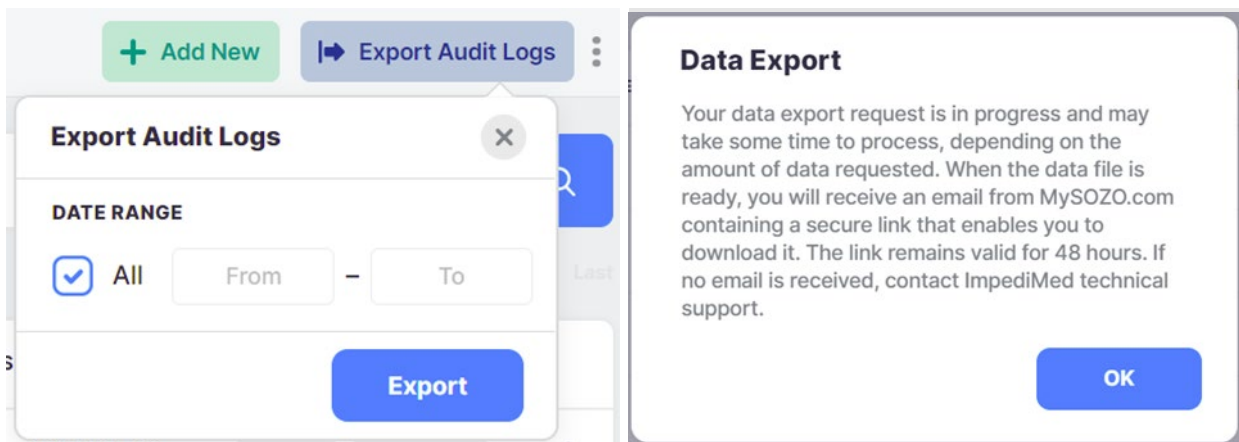 Add New
Export Audit Logs
Export Audit Logs
DATE RANGE
All
From
–
To
Last
s
Export
Data Export
Your data export request is in progress and may
take some time to process, depending on the
amount of data requested. When the data file is
ready, you will receive an email from MySOZO.com
containing a secure link that enables you to
download it. The link remains valid for 48 hours. If
no email is received, contact ImpediMed technical
support.
OK